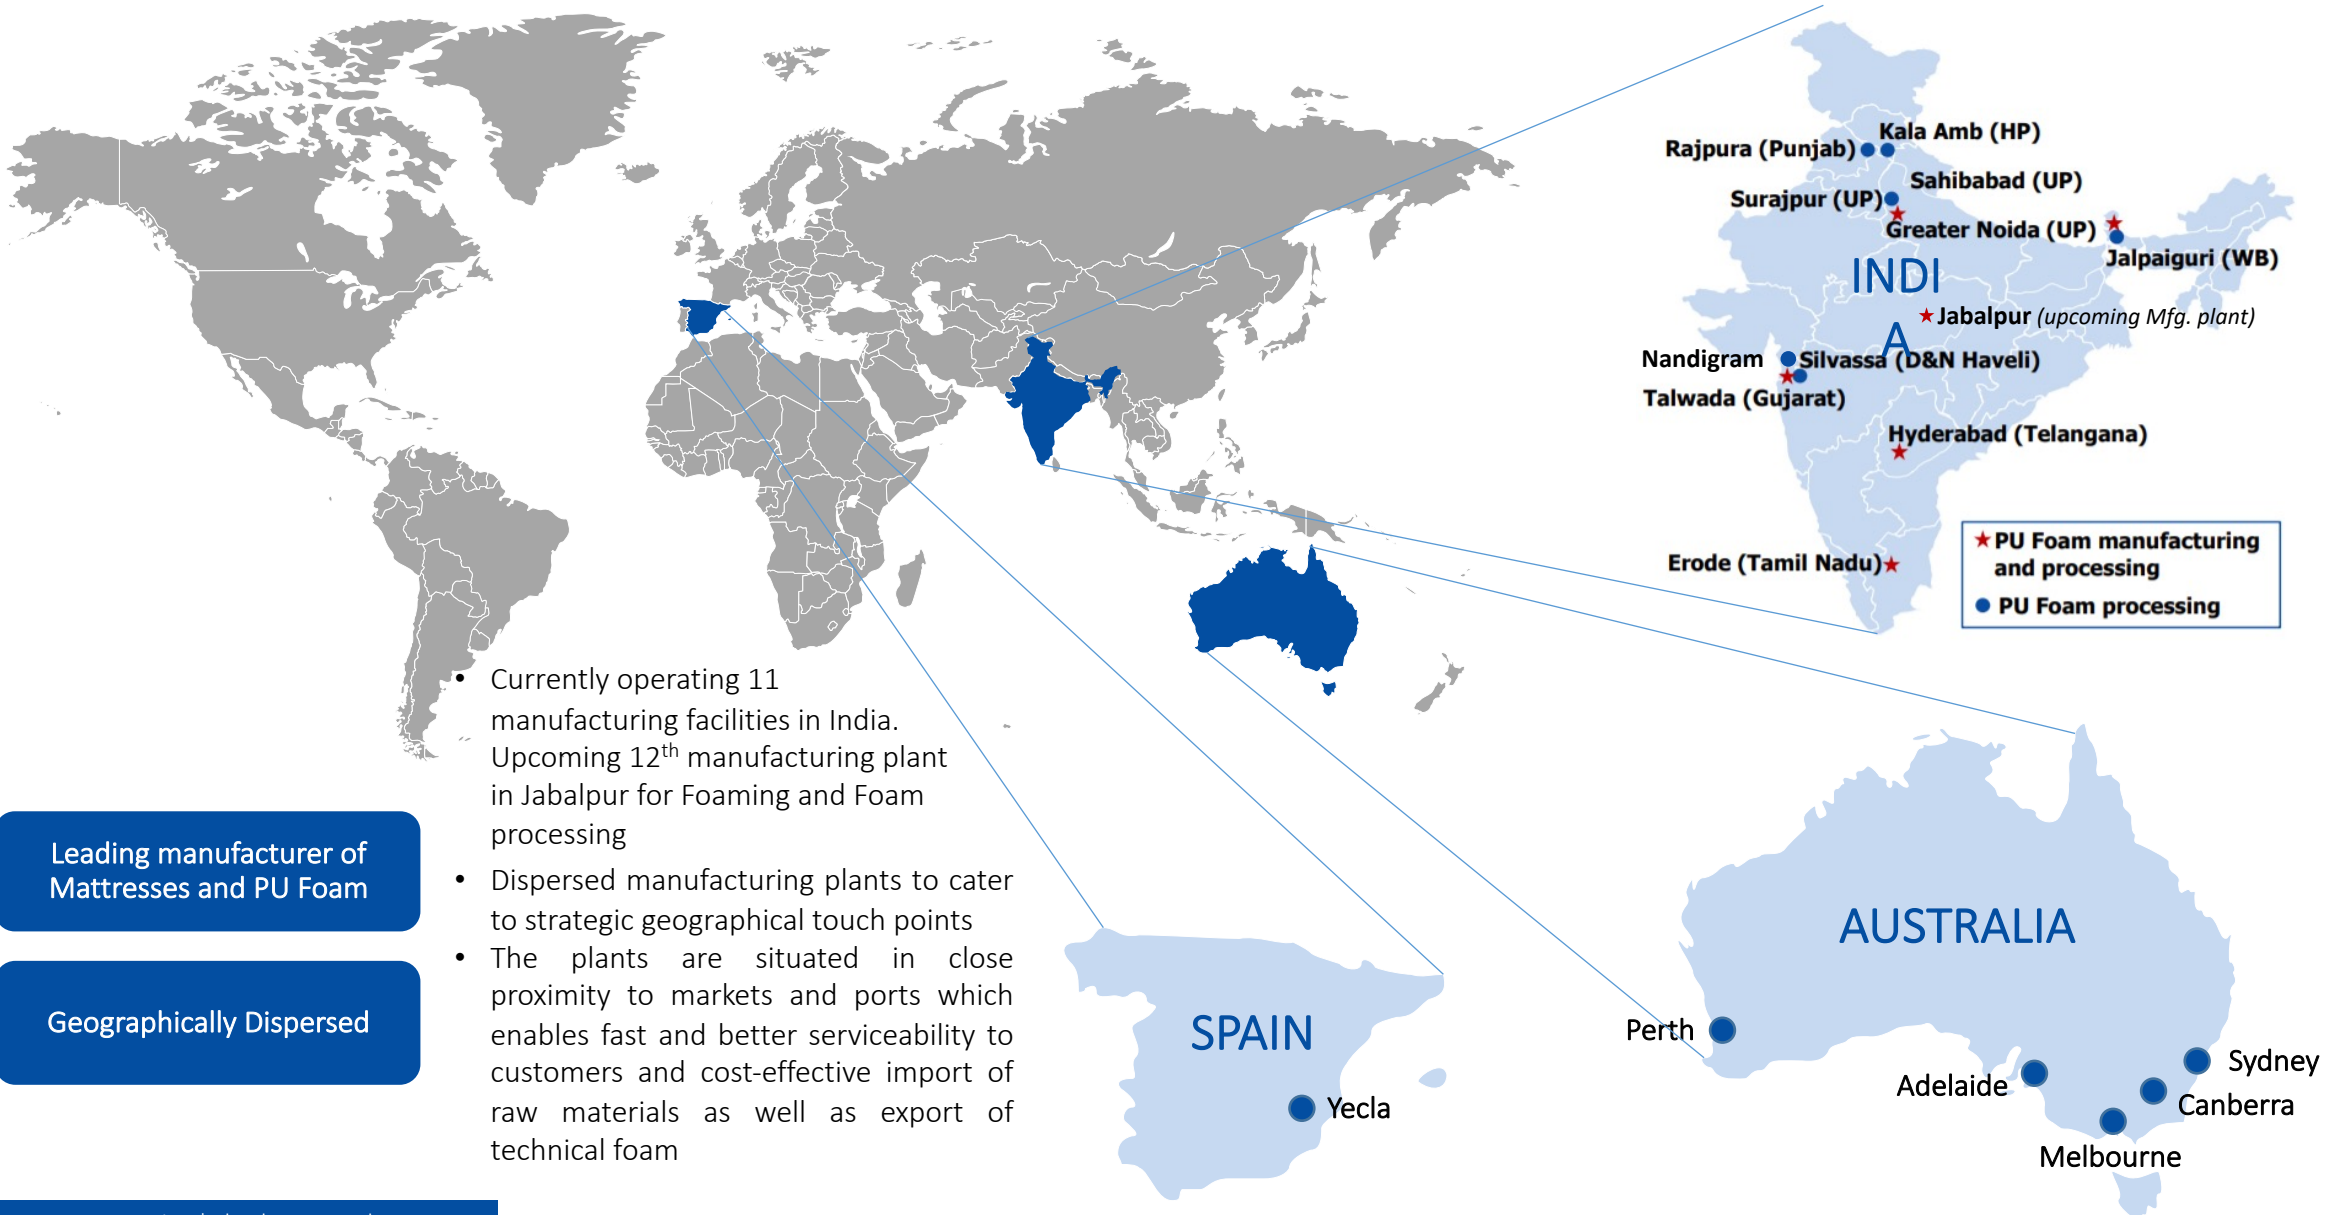 Kala Amb (HP)
Rajpura (Punjab)
Sahibabad (UP)
Surajpur (UP)
Greater Noida (UP)
Jalpaiguri (WB)
INDI
A
Jabalpur (upcoming Mfg. plant)
Nandigram
Silvassa (D&N Haveli)
Talwada (Gujarat)
Hyderabad (Telangana)
Erode (Tamil Nadu)
PU Foam manufacturing
and processing
PU Foam processing
• Currently operating 11
manufacturing facilities in India.
Upcoming 12th manufacturing plant
in Jabalpur for Foaming and Foam
processing
• Dispersed manufacturing plants to cater
to strategic geographical touch points
• The plants are situated in close
proximity to markets and ports which
enables fast and better serviceability to
customers and cost-effective import of
raw materials as well as export of
technical foam
Leading manufacturer of
Mattresses and PU Foam
Geographically Dispersed
SPAIN
Yecla
AUSTRALIA
Perth
Adelaide
Sydney
Canberra
Melbourne